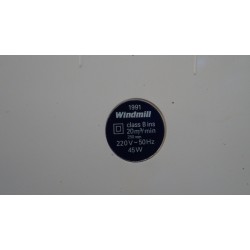 1991
Windmill
class B ins
20m³/min
220V~50Hz
45W